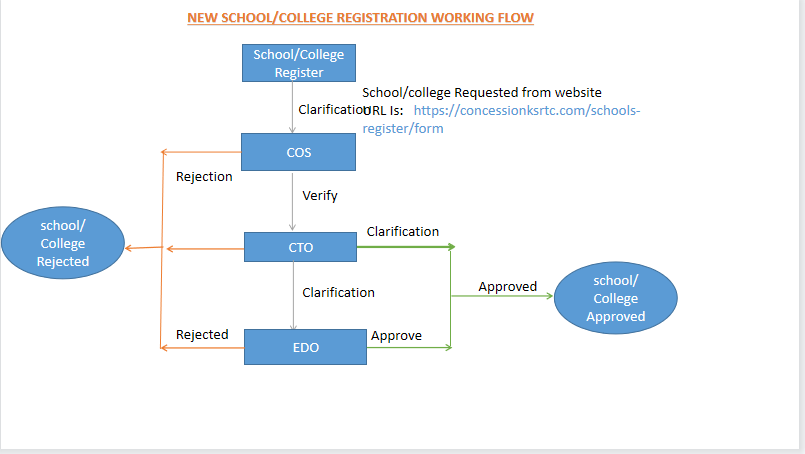 NEW SCHOOL/COLLEGE REGISTRATION WORKING FLOW
School/College
Register
School/college Requested from website
Clarification
URL Is: https://concessionksrtc.com/schools-
register/form
COS
Rejection
Verify
school/
College
Rejected
Clarification
CTO
Approved
school/
College
Approved
Clarification
Rejected
Approve
EDO